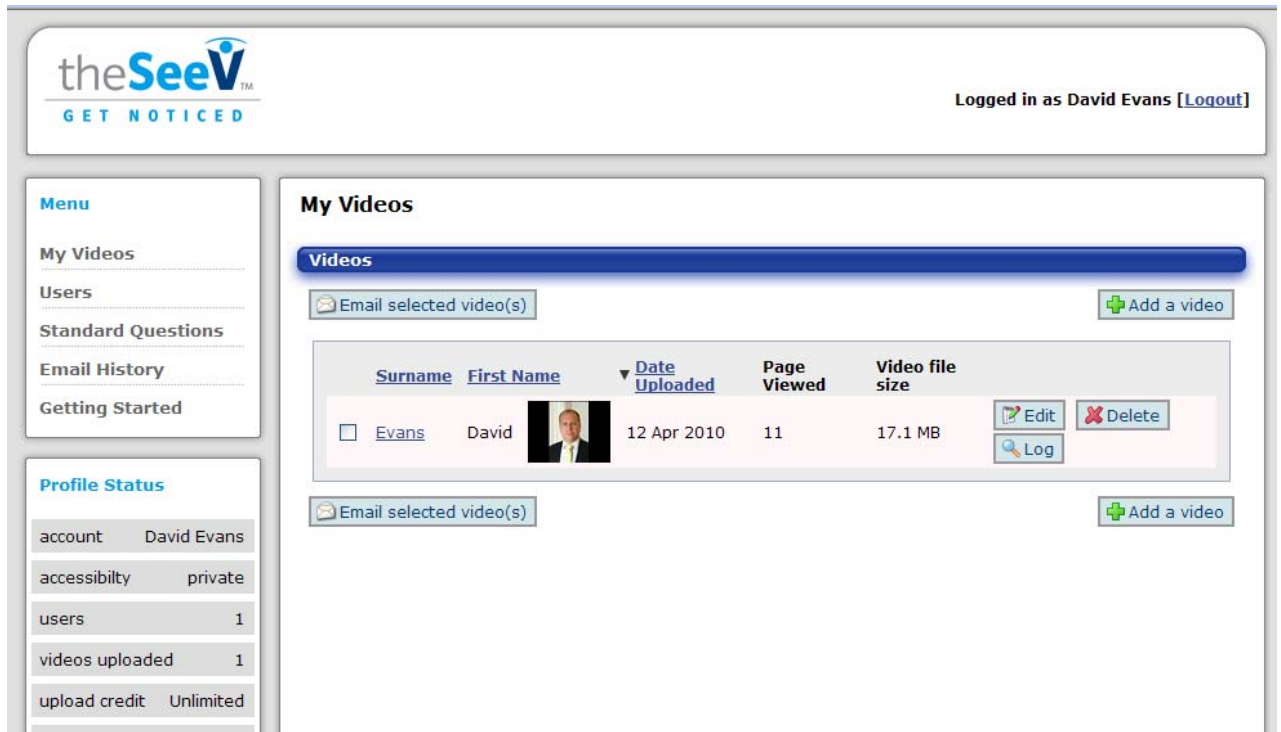 theSeeV™
GET NOTICED
Logged in as David Evans [Logout]
Menu
My Videos
Users
Standard Questions
Email History
Getting Started
Profile Status
account David Evans
accessibilty private
users 1
videos uploaded 1
upload credit Unlimited
My Videos
Videos
Email selected video(s) Add a video
Surname First Name ▼ Date Uploaded Page Viewed Video file size
Evans David 12 Apr 2010 11 17.1 MB Edit Delete
Log
Email selected video(s) Add a video